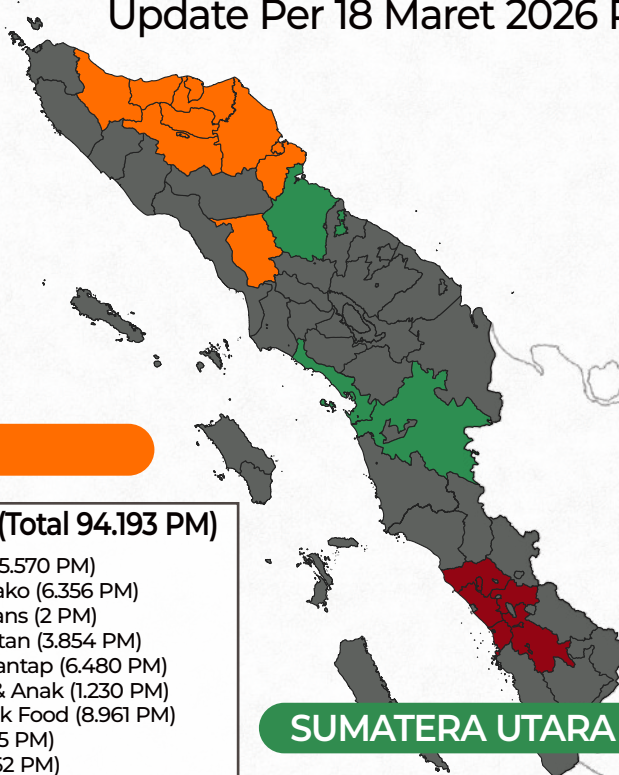 Update Per 18 Maret 2026 P
(Total 94.193 PM)
5.570 PM)
ako (6.356 PM)
ans (2 PM)
tan (3.854 PM)
antap (6.480 PM)
& Anak (1.230 PM)
k Food (8.961 PM)
5 PM)
52 PM)
SUMATERA UTARA